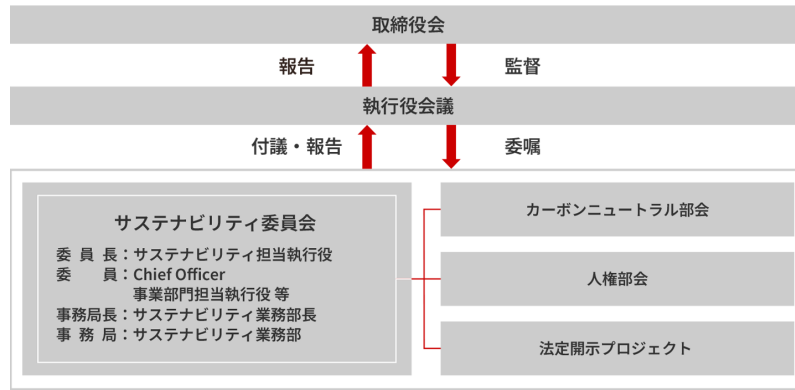 取締役会
報告
監督
執行役会議
付議・報告
委嘱
サステナビリティ委員会
委 員 長：サステナビリティ担当執行役
委　　員：Chief Officer
事業部門担当執行役 等
事務局長：サステナビリティ業務部長
事 務 局：サステナビリティ業務部
カーボンニュートラル部会
人権部会
法定開示プロジェクト